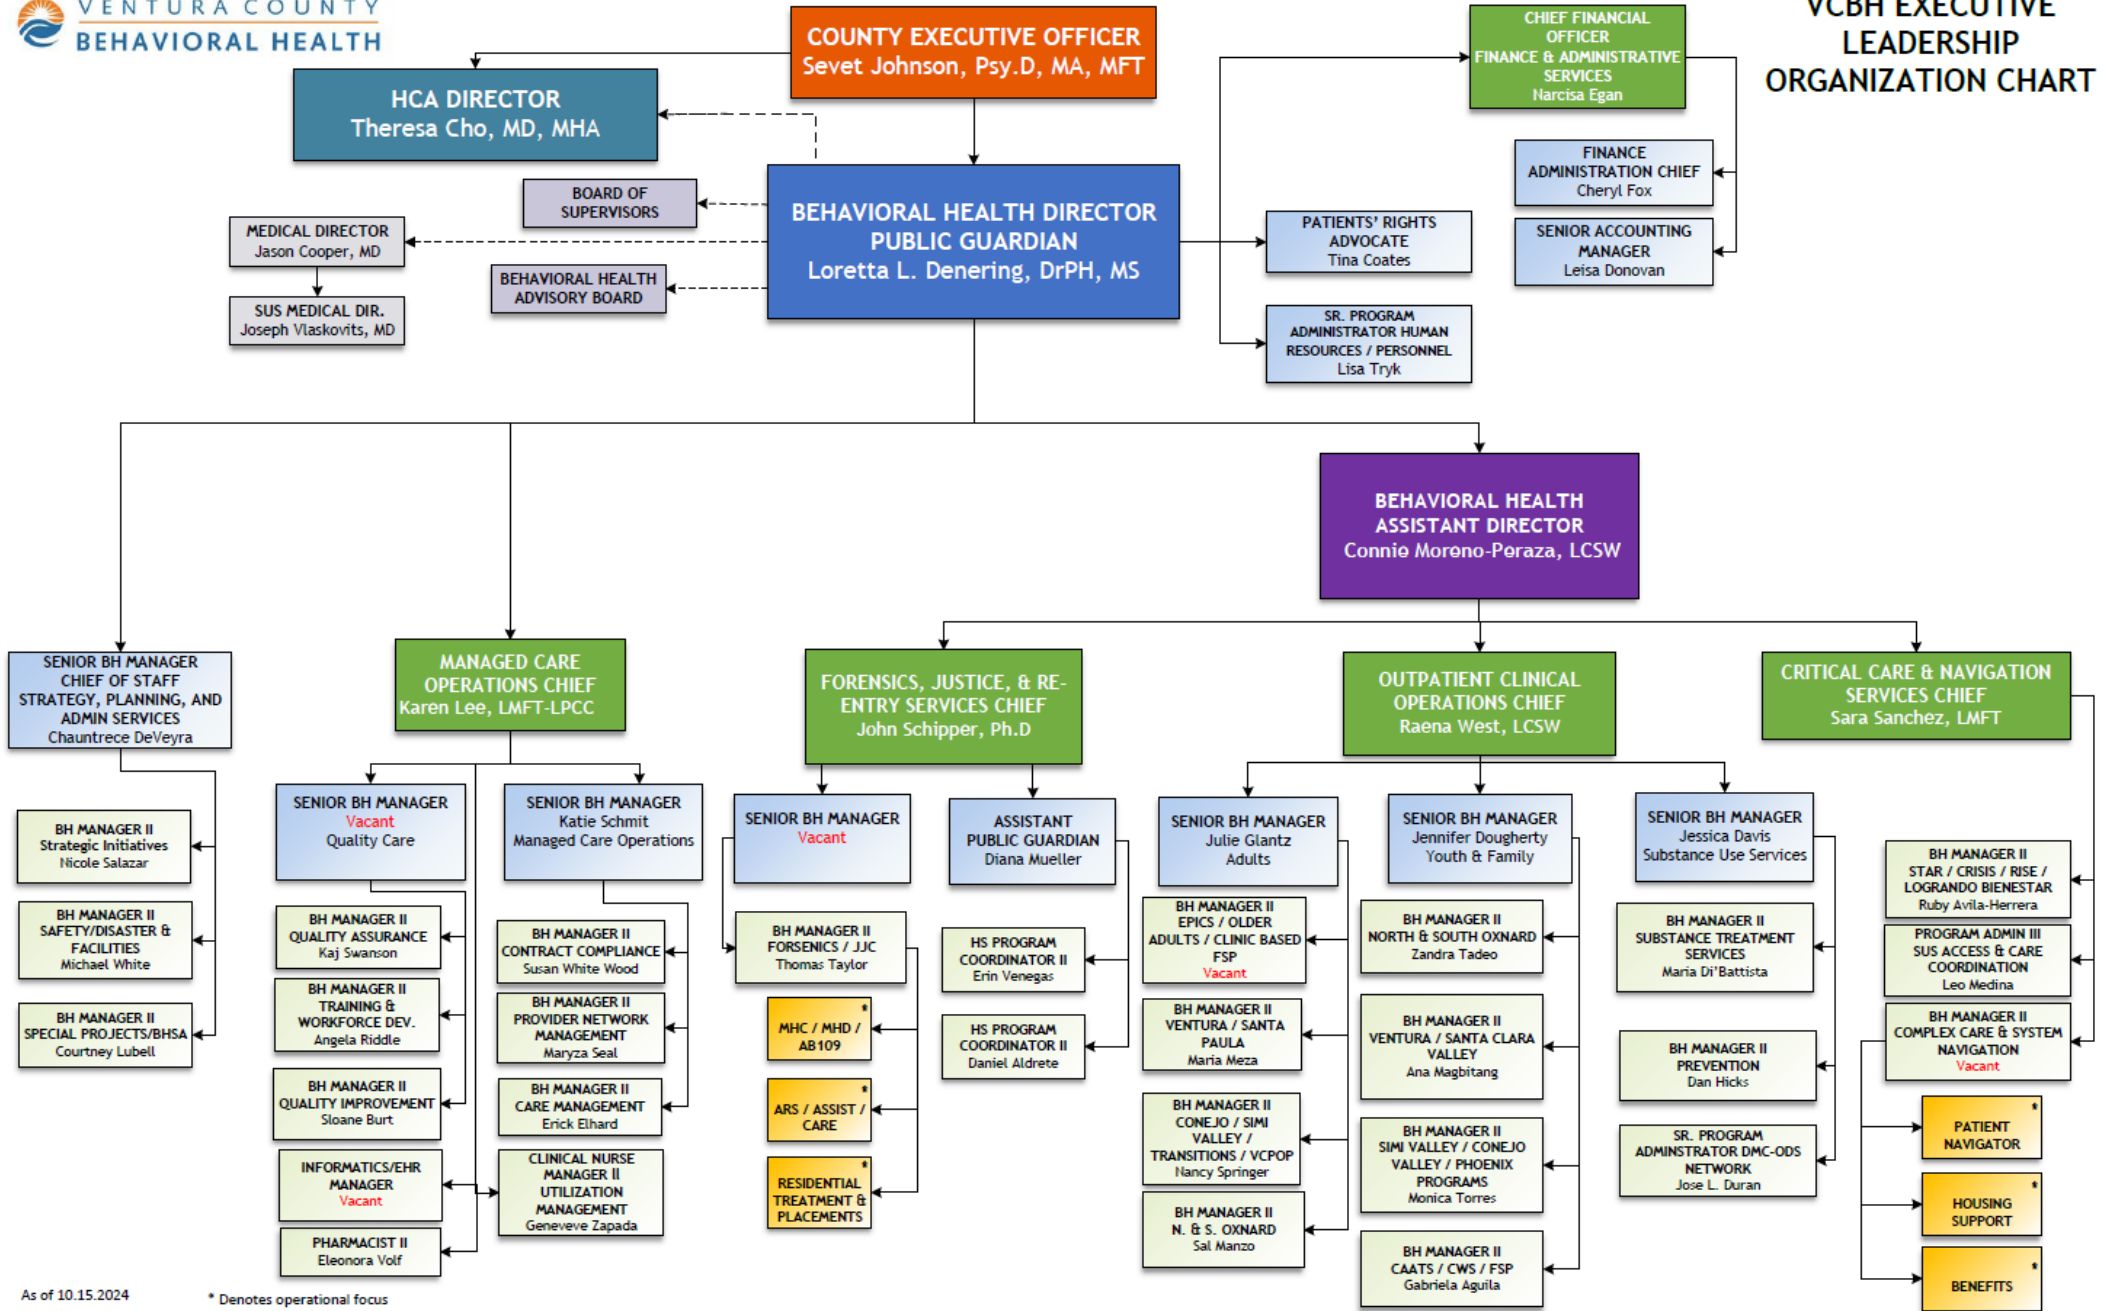 VENTURA COUNTY
BEHAVIORAL HEALTH
VCBH EXECUTIVE
LEADERSHIP
ORGANIZATION CHART
COUNTY EXECUTIVE OFFICER
Sevet Johnson, Psy.D, MA, MFT
HCA DIRECTOR
Theresa Cho, MD, MHA
CHIEF FINANCIAL
OFFICER
FINANCE & ADMINISTRATIVE
SERVICES
Narcisa Egan
FINANCE
ADMINISTRATION CHIEF
Cheryl Fox
SENIOR ACCOUNTING
MANAGER
Leisa Donovan
BOARD OF
SUPERVISORS
MEDICAL DIRECTOR
Jason Cooper, MD
BEHAVIORAL HEALTH
ADVISORY BOARD
SUS MEDICAL DIR.
Joseph Vlaskovits, MD
BEHAVIORAL HEALTH DIRECTOR
PUBLIC GUARDIAN
Loretta L. Denering, DrPH, MS
PATIENTS' RIGHTS
ADVOCATE
Tina Coates
SR. PROGRAM
ADMINISTRATOR HUMAN
RESOURCES / PERSONNEL
Lisa Tryk
BEHAVIORAL HEALTH
ASSISTANT DIRECTOR
Connie Moreno-Peraza, LCSW
SENIOR BH MANAGER
CHIEF OF STAFF
STRATEGY, PLANNING, AND
ADMIN SERVICES
Chauntrece DeVeyra
MANAGED CARE
OPERATIONS CHIEF
Karen Lee, LMFT-LPCC
FORENSICS, JUSTICE, & RE-
ENTRY SERVICES CHIEF
John Schipper, Ph.D
OUTPATIENT CLINICAL
OPERATIONS CHIEF
Raena West, LCSW
CRITICAL CARE & NAVIGATION
SERVICES CHIEF
Sara Sanchez, LMFT
BH MANAGER II
Strategic Initiatives
Nicole Salazar
BH MANAGER II
SAFETY/DISASTER &
FACILITIES
Michael White
BH MANAGER II
SPECIAL PROJECTS/BHSA
Courtney Lubell
SENIOR BH MANAGER
Vacant
Quality Care
BH MANAGER II
QUALITY ASSURANCE
Kaj Swanson
BH MANAGER II
TRAINING &
WORKFORCE DEV.
Angela Riddle
BH MANAGER II
QUALITY IMPROVEMENT
Sloane Burt
INFORMATICS/EHR
MANAGER
Vacant
PHARMACIST II
Eleonora Volf
SENIOR BH MANAGER
Katie Schmit
Managed Care Operations
BH MANAGER II
CONTRACT COMPLIANCE
Susan White Wood
BH MANAGER II
PROVIDER NETWORK
MANAGEMENT
Maryza Seal
BH MANAGER II
CARE MANAGEMENT
Erick Elhard
CLINICAL NURSE
MANAGER II
UTILIZATION
MANAGEMENT
Geneveve Zapada
SENIOR BH MANAGER
Vacant
BH MANAGER II
FORSENICS / JJC
Thomas Taylor
*
MHC / MHD /
AB109
*
ARS / ASSIST /
CARE
*
RESIDENTIAL
TREATMENT &
PLACEMENTS
ASSISTANT
PUBLIC GUARDIAN
Diana Mueller
HS PROGRAM
COORDINATOR II
Erin Venegas
HS PROGRAM
COORDINATOR II
Daniel Aldrete
SENIOR BH MANAGER
Julie Glantz
Adults
BH MANAGER II
EPICS / OLDER
ADULTS / CLINIC BASED
FSP
Vacant
BH MANAGER II
VENTURA / SANTA
PAULA
Maria Meza
BH MANAGER II
CONEJO / SIMI
VALLEY /
TRANSITIONS / VCPOP
Nancy Springer
BH MANAGER II
N. & S. OXNARD
Sal Manzo
SENIOR BH MANAGER
Jennifer Dougherty
Youth & Family
BH MANAGER II
NORTH & SOUTH OXNARD
Zandra Tadeo
BH MANAGER II
VENTURA / SANTA CLARA
VALLEY
Ana Magbitang
BH MANAGER II
SIMI VALLEY / CONEJO
VALLEY / PHOENIX
PROGRAMS
Monica Torres
BH MANAGER II
CAATS / CWS / FSP
Gabriela Aguila
SENIOR BH MANAGER
Jessica Davis
Substance Use Services
BH MANAGER II
SUBSTANCE TREATMENT
SERVICES
Maria Di'Battista
BH MANAGER II
PREVENTION
Dan Hicks
SR. PROGRAM
ADMINSTRATOR DMC-ODS
NETWORK
Jose L. Duran
BH MANAGER II
STAR / CRISIS / RISE /
LOGRANDO BIENESTAR
Ruby Avila-Herrera
PROGRAM ADMIN III
SUS ACCESS & CARE
COORDINATION
Leo Medina
BH MANAGER II
COMPLEX CARE & SYSTEM
NAVIGATION
Vacant
*
PATIENT
NAVIGATOR
*
HOUSING
SUPPORT
*
BENEFITS
As of 10.15.2024
* Denotes operational focus